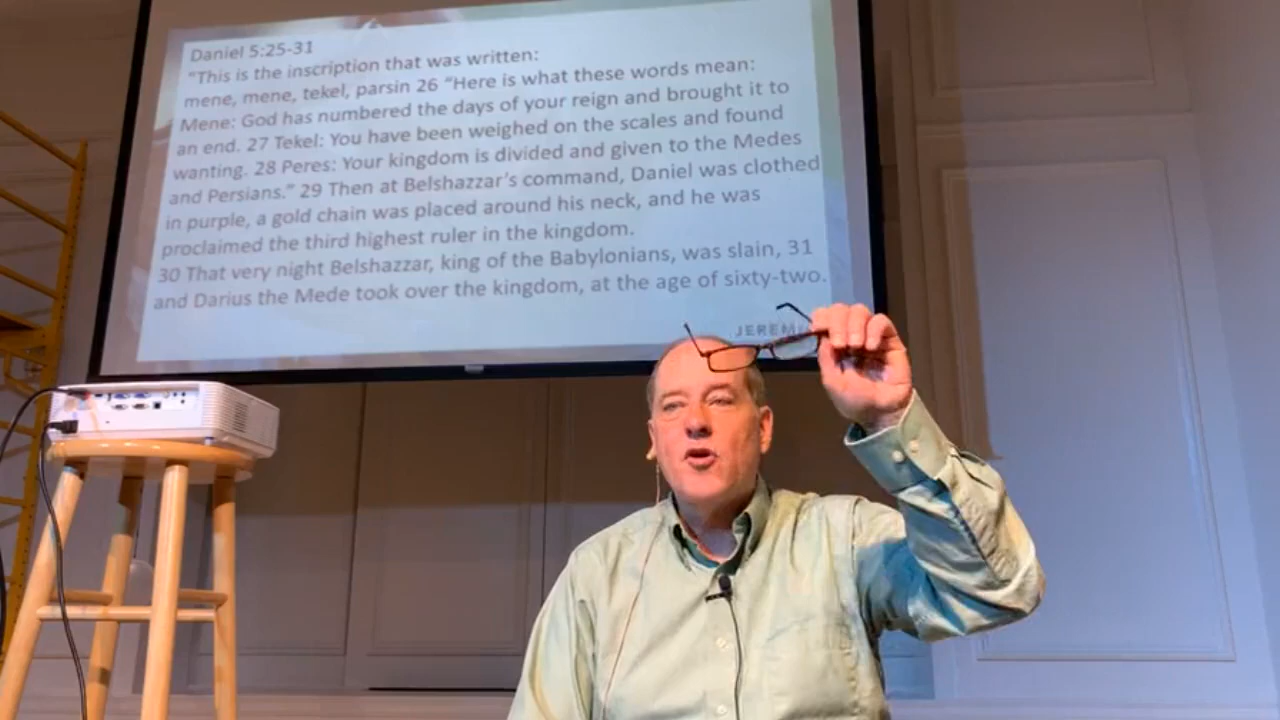 Daniel 5:25-31
"This is the inscription that was written:
mene, mene, tekel, parsin 26 "Here is what these words mean:
Mene: God has numbered the days of your reign and brought it to
an end. 27 Tekel: You have been weighed on the scales and found
wanting. 28 Peres: Your kingdom is divided and given to the Medes
and Persians." 29 Then at Belshazzar's command, Daniel was clothed
in purple, a gold chain was placed around his neck, and he was
proclaimed the third highest ruler in the kingdom.
30 That very night Belshazzar, king of the Babylonians, was slain, 31
and Darius the Mede took over the kingdom, at the age of sixty-two.